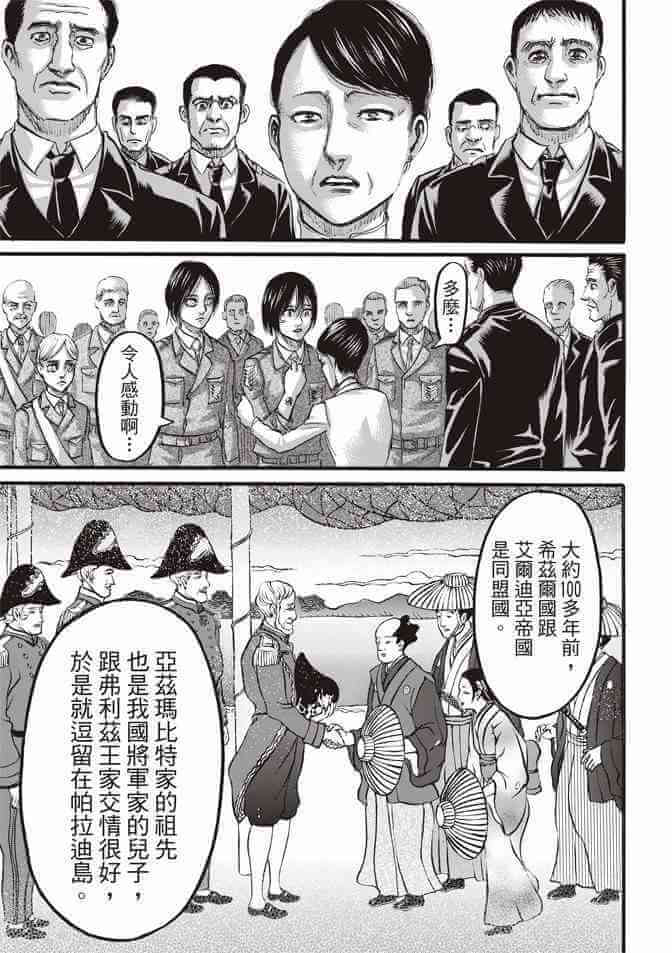 多麼…
令人感動啊…
大約100多年前，
希茲爾國跟
艾爾迪亞帝國
是同盟國。
亞茲瑪比特家的祖先
也是我國將軍家的兒子，
跟弗利茲王家交情很好，
於是就逗留在帕拉迪島。